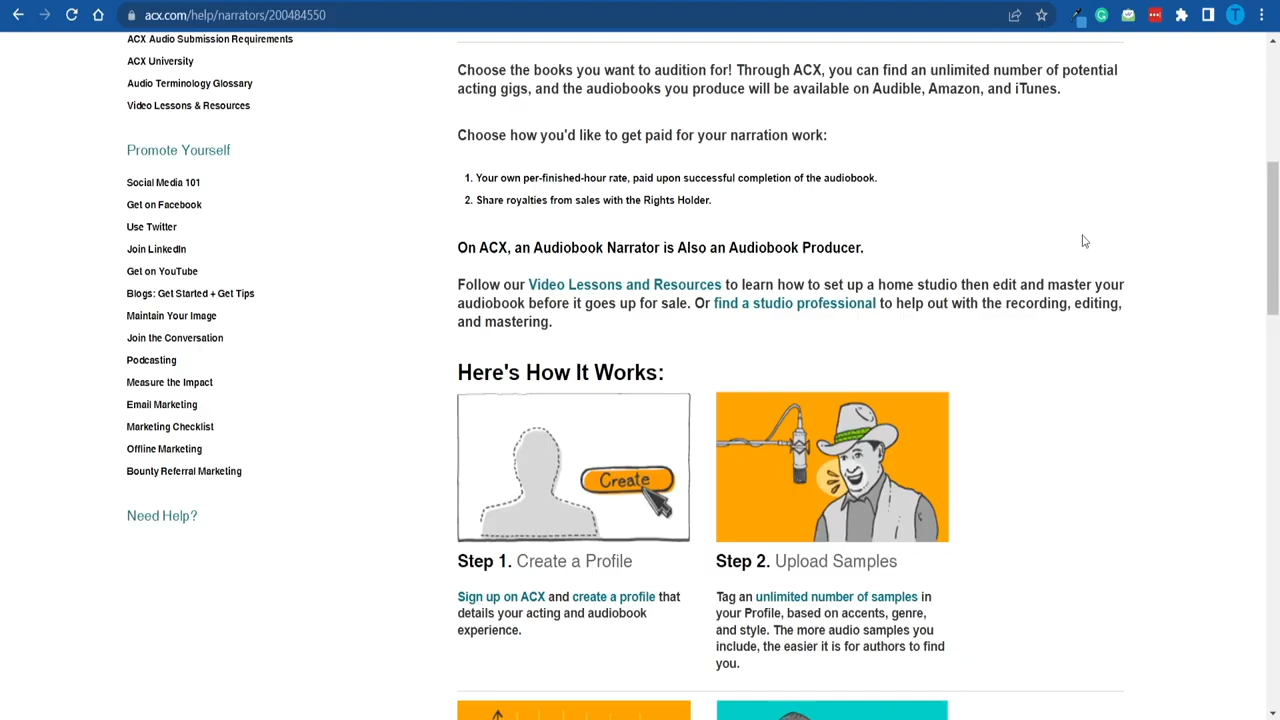 acx.com/help/narrators/200484550
T
ACX Audio Submission Requirements
ACX University
Audio Terminology Glossary
Video Lessons & Resources
Promote Yourself
Social Media 101
Get on Facebook
Use Twitter
Join LinkedIn
Get on YouTube
Blogs: Get Started + Get Tips
Maintain Your Image
Join the Conversation
Podcasting
Measure the Impact
Email Marketing
Marketing Checklist
Offline Marketing
Bounty Referral Marketing
Need Help?
Choose the books you want to audition for! Through ACX, you can find an unlimited number of potential
acting gigs, and the audiobooks you produce will be available on Audible, Amazon, and iTunes.
Choose how you'd like to get paid for your narration work:
1. Your own per-finished-hour rate, paid upon successful completion of the audiobook.
2. Share royalties from sales with the Rights Holder.
On ACX, an Audiobook Narrator is Also an Audiobook Producer.
Follow our Video Lessons and Resources to learn how to set up a home studio then edit and master your
audiobook before it goes up for sale. Or find a studio professional to help out with the recording, editing,
and mastering.
Here's How It Works:
Create
Step 1. Create a Profile
Sign up on ACX and create a profile that
details your acting and audiobook
experience.
Step 2. Upload Samples
Tag an unlimited number of samples in
your Profile, based on accents, genre,
and style. The more audio samples you
include, the easier it is for authors to find
you.